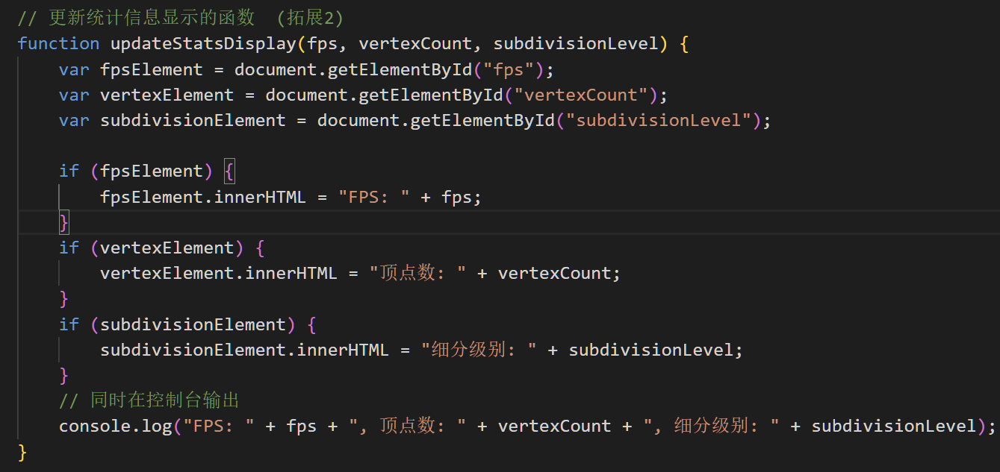 // 更新统计信息显示的函数 (拓展2)
function updateStatsDisplay(fps, vertexCount, subdivisionLevel) {
    var fpsElement = document.getElementById("fps");
    var vertexElement = document.getElementById("vertexCount");
    var subdivisionElement = document.getElementById("subdivisionLevel");

    if (fpsElement) {
        fpsElement.innerHTML = "FPS: " + fps;
    }
    if (vertexElement) {
        vertexElement.innerHTML = "顶点数: " + vertexCount;
    }
    if (subdivisionElement) {
        subdivisionElement.innerHTML = "细分级别: " + subdivisionLevel;
    }
    // 同时在控制台输出
    console.log("FPS: " + fps + ", 顶点数: " + vertexCount + ", 细分级别: " + subdivisionLevel);
}